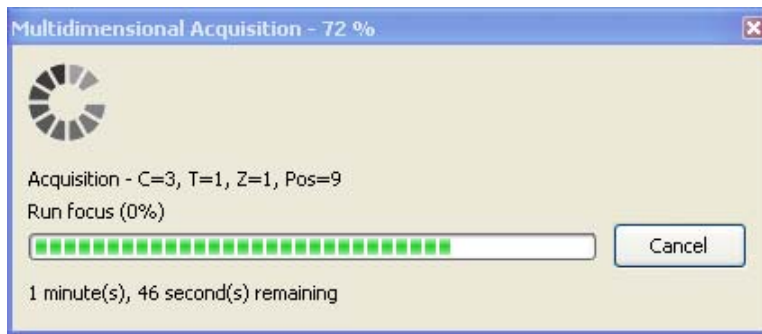 Multidimensional Acquisition - 72 %
Acquisition - C=3, T=1, Z=1, Pos=9
Run focus (0%)
Cancel
1 minute(s), 46 second(s) remaining